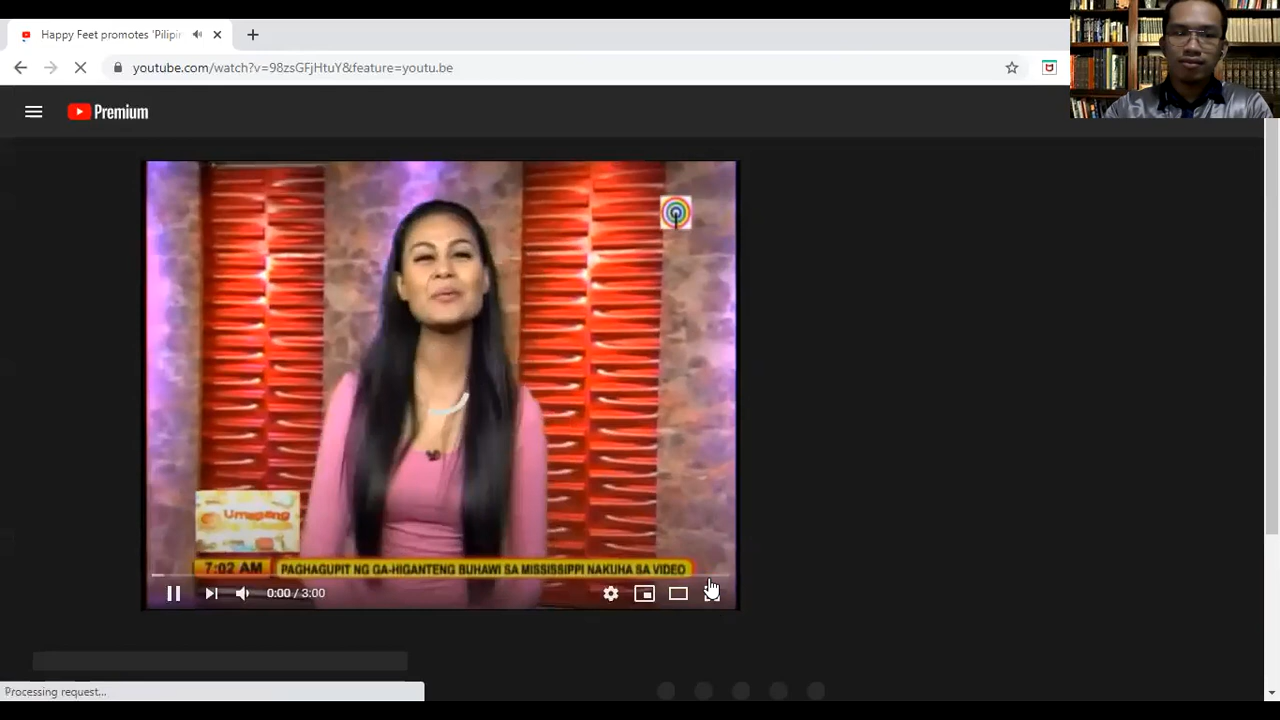 Happy Feet promotes 'Pilipin
youtube.com/watch?v=98zsGFjHtuY&feature=youtu.be
Premium
Umagang
7:02 AM PAGHAGUPIT NG GA-HIGANTENG BUHAWI SA MISSISSIPPI NAKUHA SA VIDEO
0:00 / 3:00
Processing request...